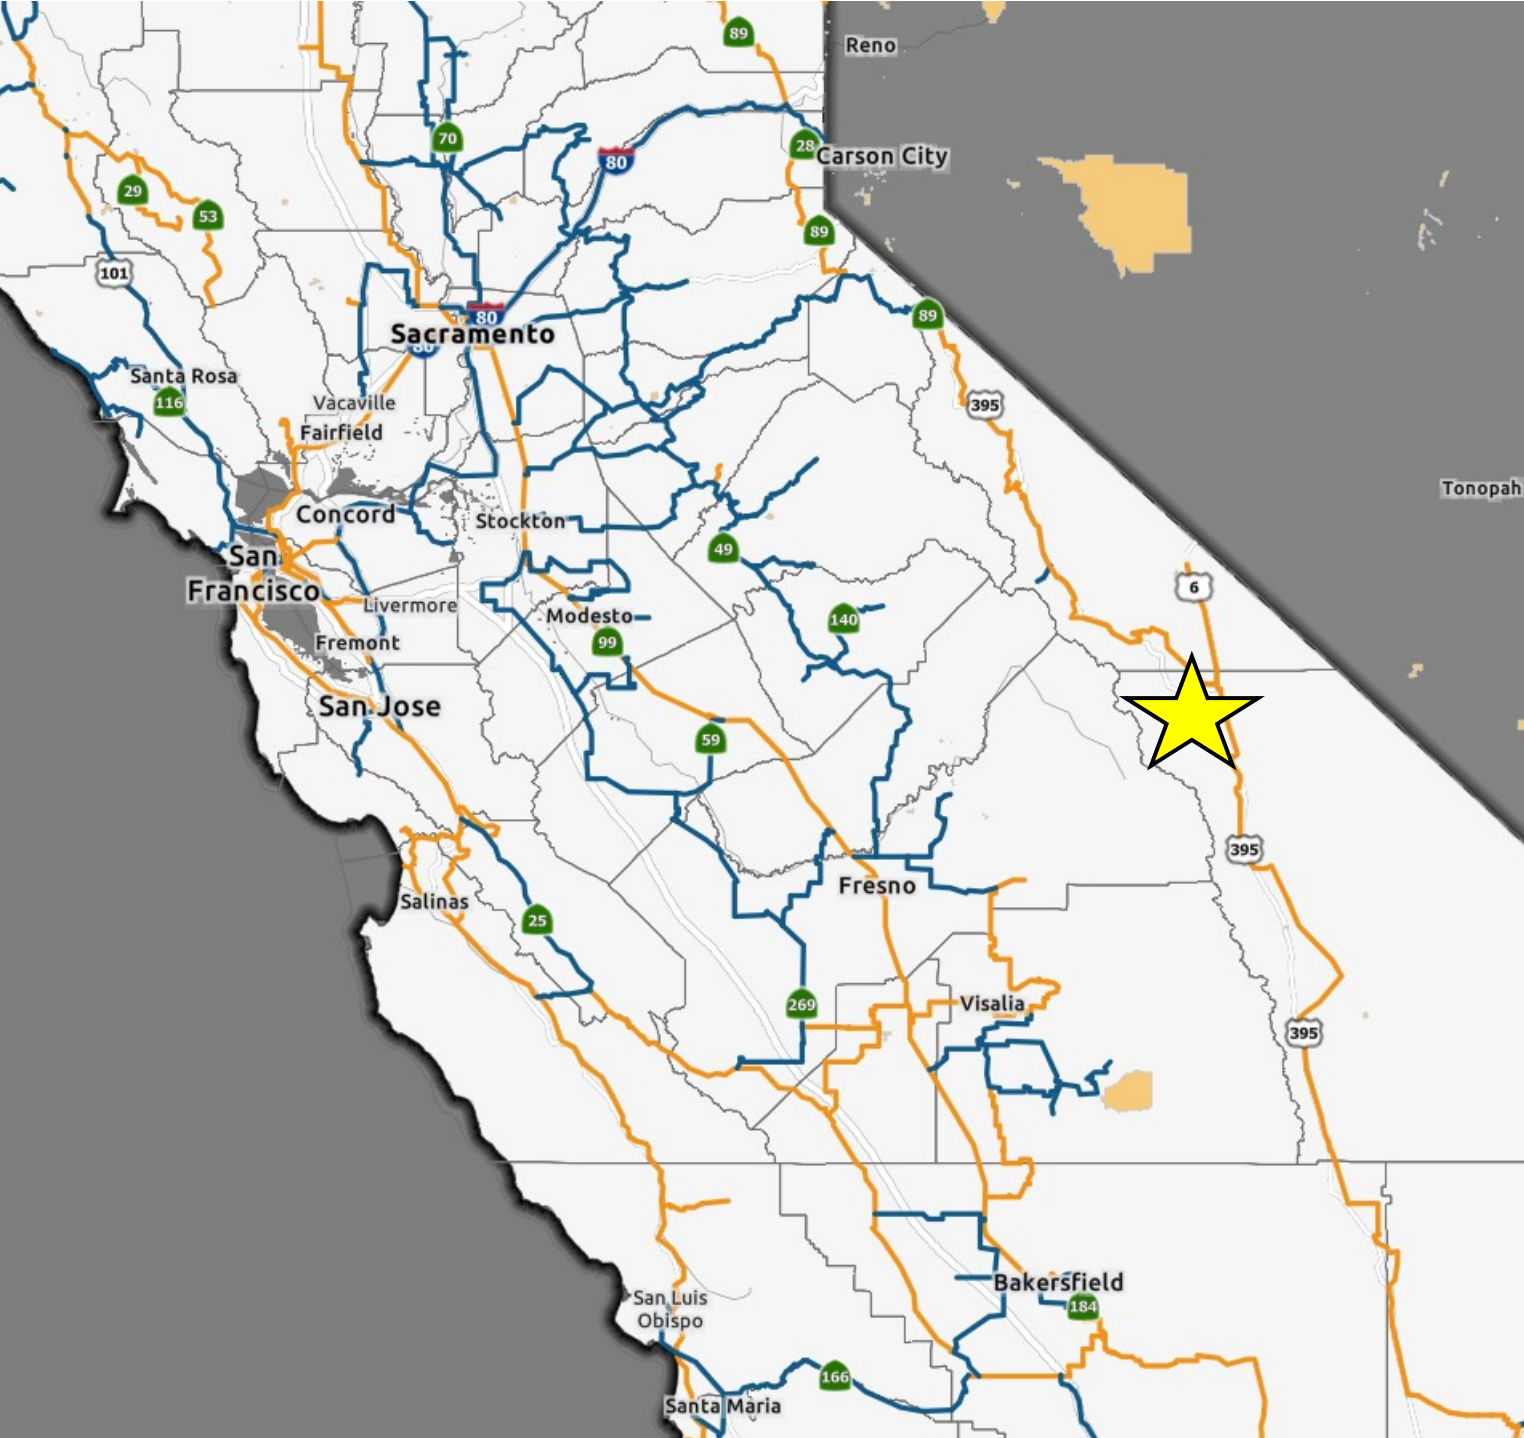 89
Reno
70
28
Carson City
80
29
53
89
101
80
89
Sacramento
80
Santa Rosa
116
Vacaville
395
Fairfield
Tonopah
Concord
Stockton
49
San
Francisco
6
Livermore
Modesto
140
99
Fremont
San Jose
59
395
Fresno
Salinas
25
269
Visalia
395
Bakersfield
184
San Luis
Obispo
166
Santa Maria